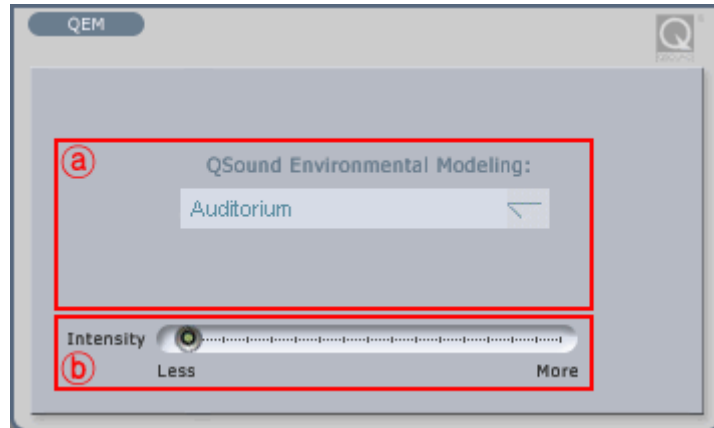 QEM
Q
ⓐ
QSound Environmental Modeling:
Auditorium
Intensity
ⓑ
Less More